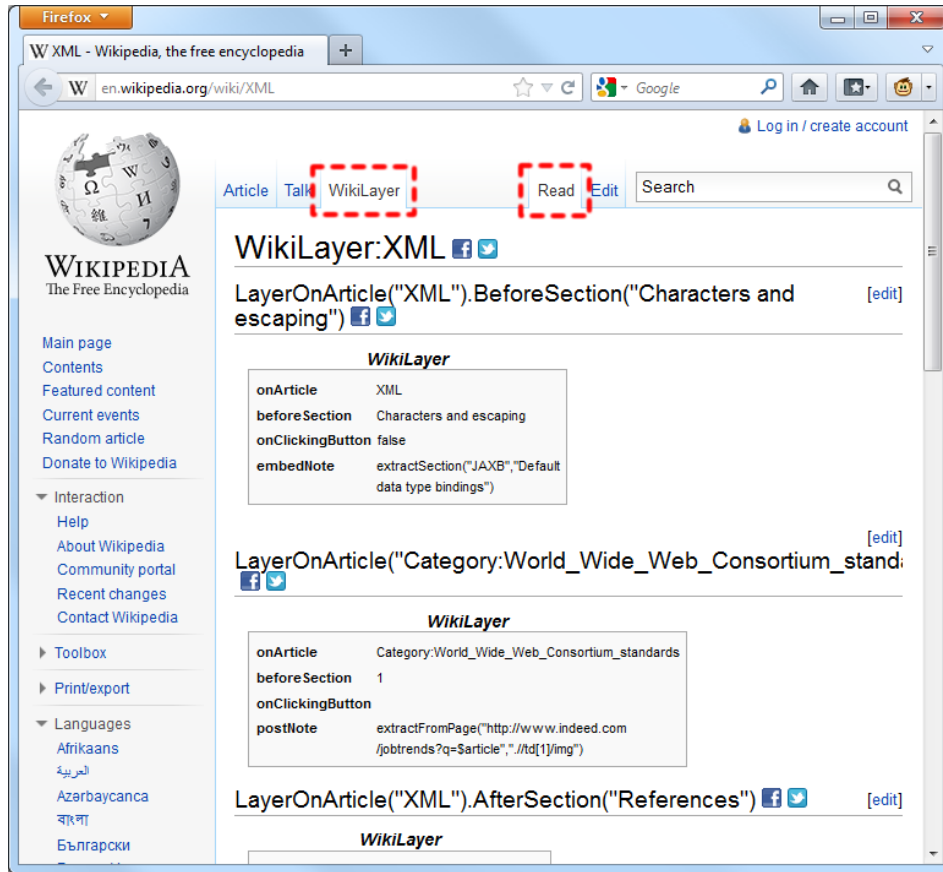 Firefox
W XML - Wikipedia, the free encyclopedia
W en.wikipedia.org/wiki/XML
Google
Log in / create account
Article Talk WikiLayer Read Edit Search
WIKIPEDIA
The Free Encyclopedia
Main page
Contents
Featured content
Current events
Random article
Donate to Wikipedia
Interaction
Help
About Wikipedia
Community portal
Recent changes
Contact Wikipedia
Toolbox
Print/export
Languages
Afrikaans
العربية
Azərbaycanca
বাংলা
Български
WikiLayer:XML
LayerOnArticle("XML").BeforeSection("Characters and [edit]
escaping")
WikiLayer
onArticle XML
beforeSection Characters and escaping
onClickingButton false
embedNote extractSection("JAXB","Default
data type bindings")
[edit]
LayerOnArticle("Category:World_Wide_Web_Consortium_standa
WikiLayer
onArticle Category:World_Wide_Web_Consortium_standards
beforeSection 1
onClickingButton
postNote extractFromPage("http://www.indeed.com
/jobtrends?q=$article",".//td[1]/img")
LayerOnArticle("XML").AfterSection("References") [edit]
WikiLayer